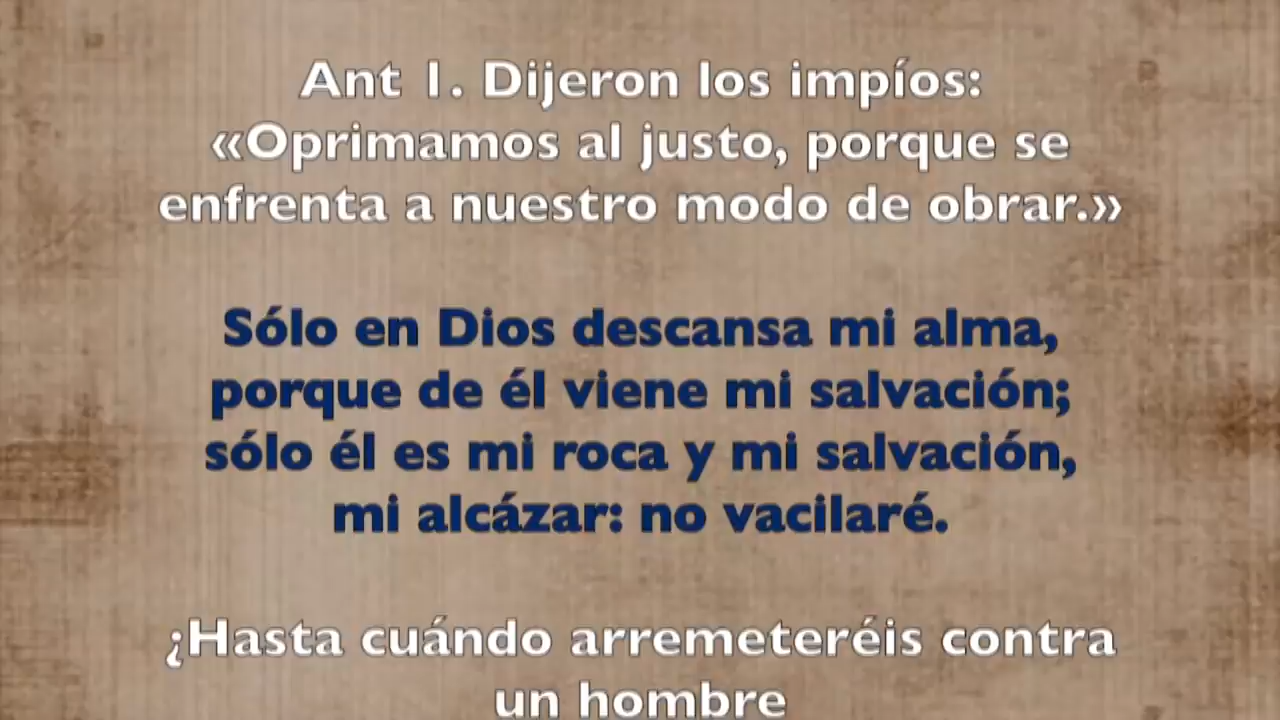 Ant 1. Dijeron los impíos:
«Oprimamos al justo, porque se
enfrenta a nuestro modo de obrar.»
Sólo en Dios descansa mi alma,
porque de él viene mi salvación;
sólo él es mi roca y mi salvación,
mi alcázar: no vacilaré.
¿Hasta cuándo arremeteréis contra
un hombre